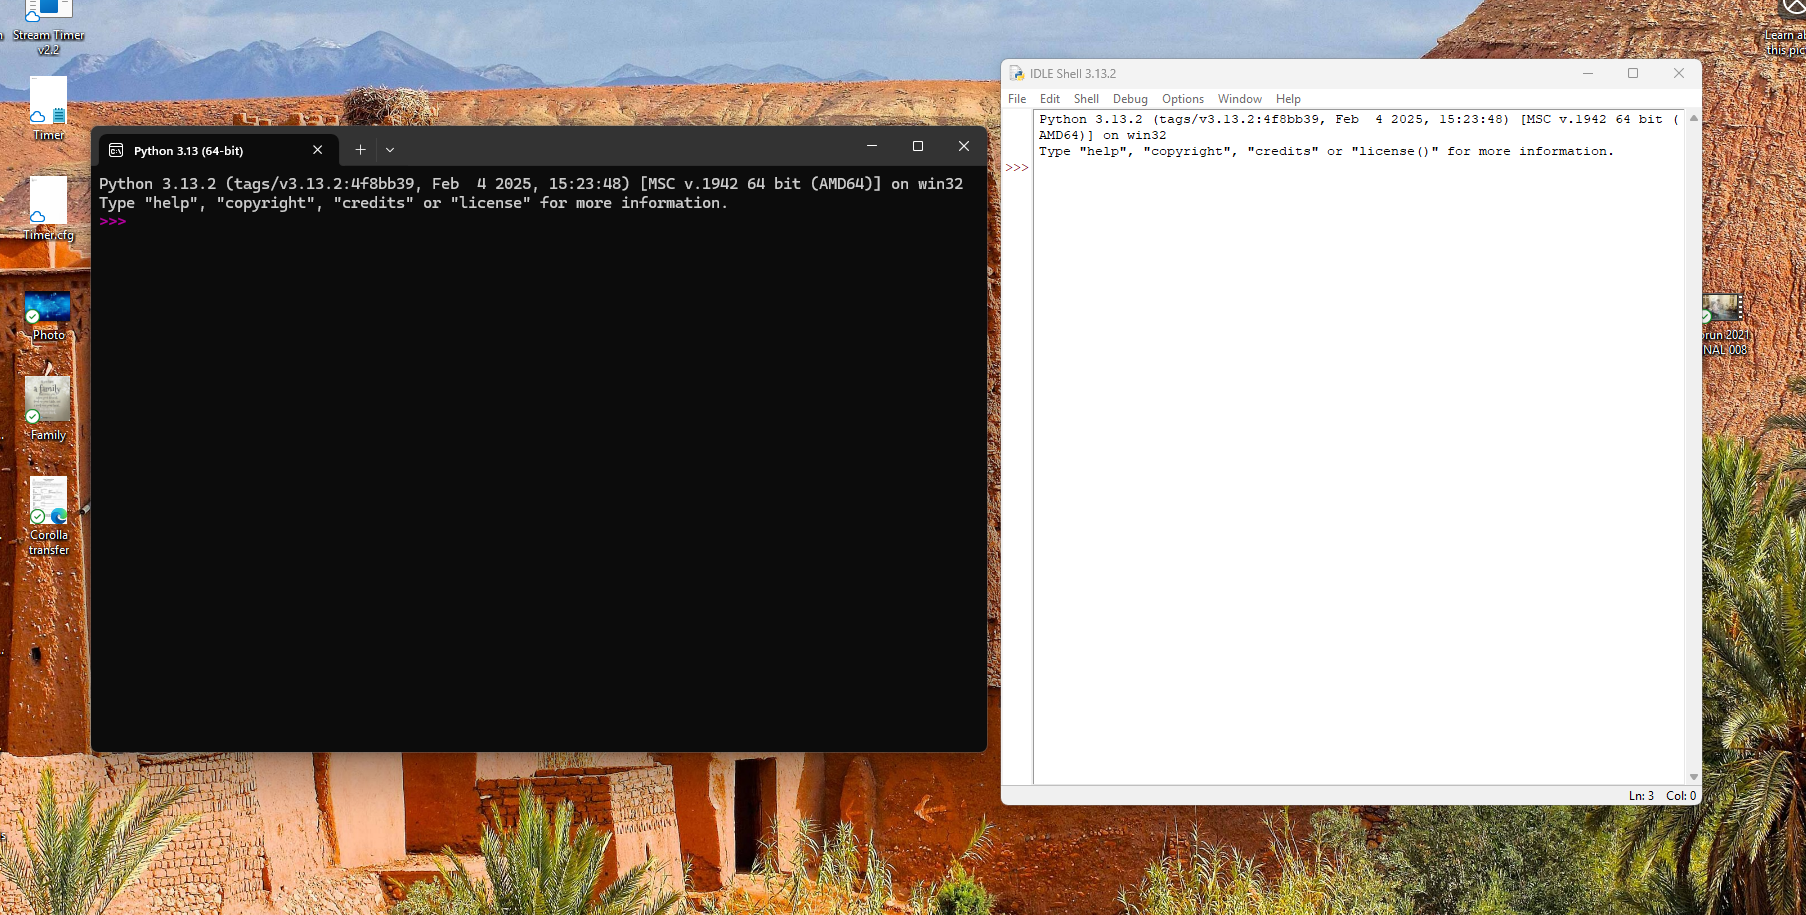 Stream Timer
v2.2
Timer
Timer.cfg
Photo
a family
Family
Corolla
transfer
Python 3.13 (64-bit)
Python 3.13.2 (tags/v3.13.2:4f8bb39, Feb  4 2025, 15:23:48) [MSC v.1942 64 bit (AMD64)] on win32
Type "help", "copyright", "credits" or "license" for more information.
>>>
IDLE Shell 3.13.2
File Edit Shell Debug Options Window Help
Python 3.13.2 (tags/v3.13.2:4f8bb39, Feb  4 2025, 15:23:48) [MSC v.1942 64 bit (
AMD64)] on win32
Type "help", "copyright", "credits" or "license()" for more information.
>>>
Ln: 3 Col: 0
Learn ab
this pic
run 2021
NAL 008